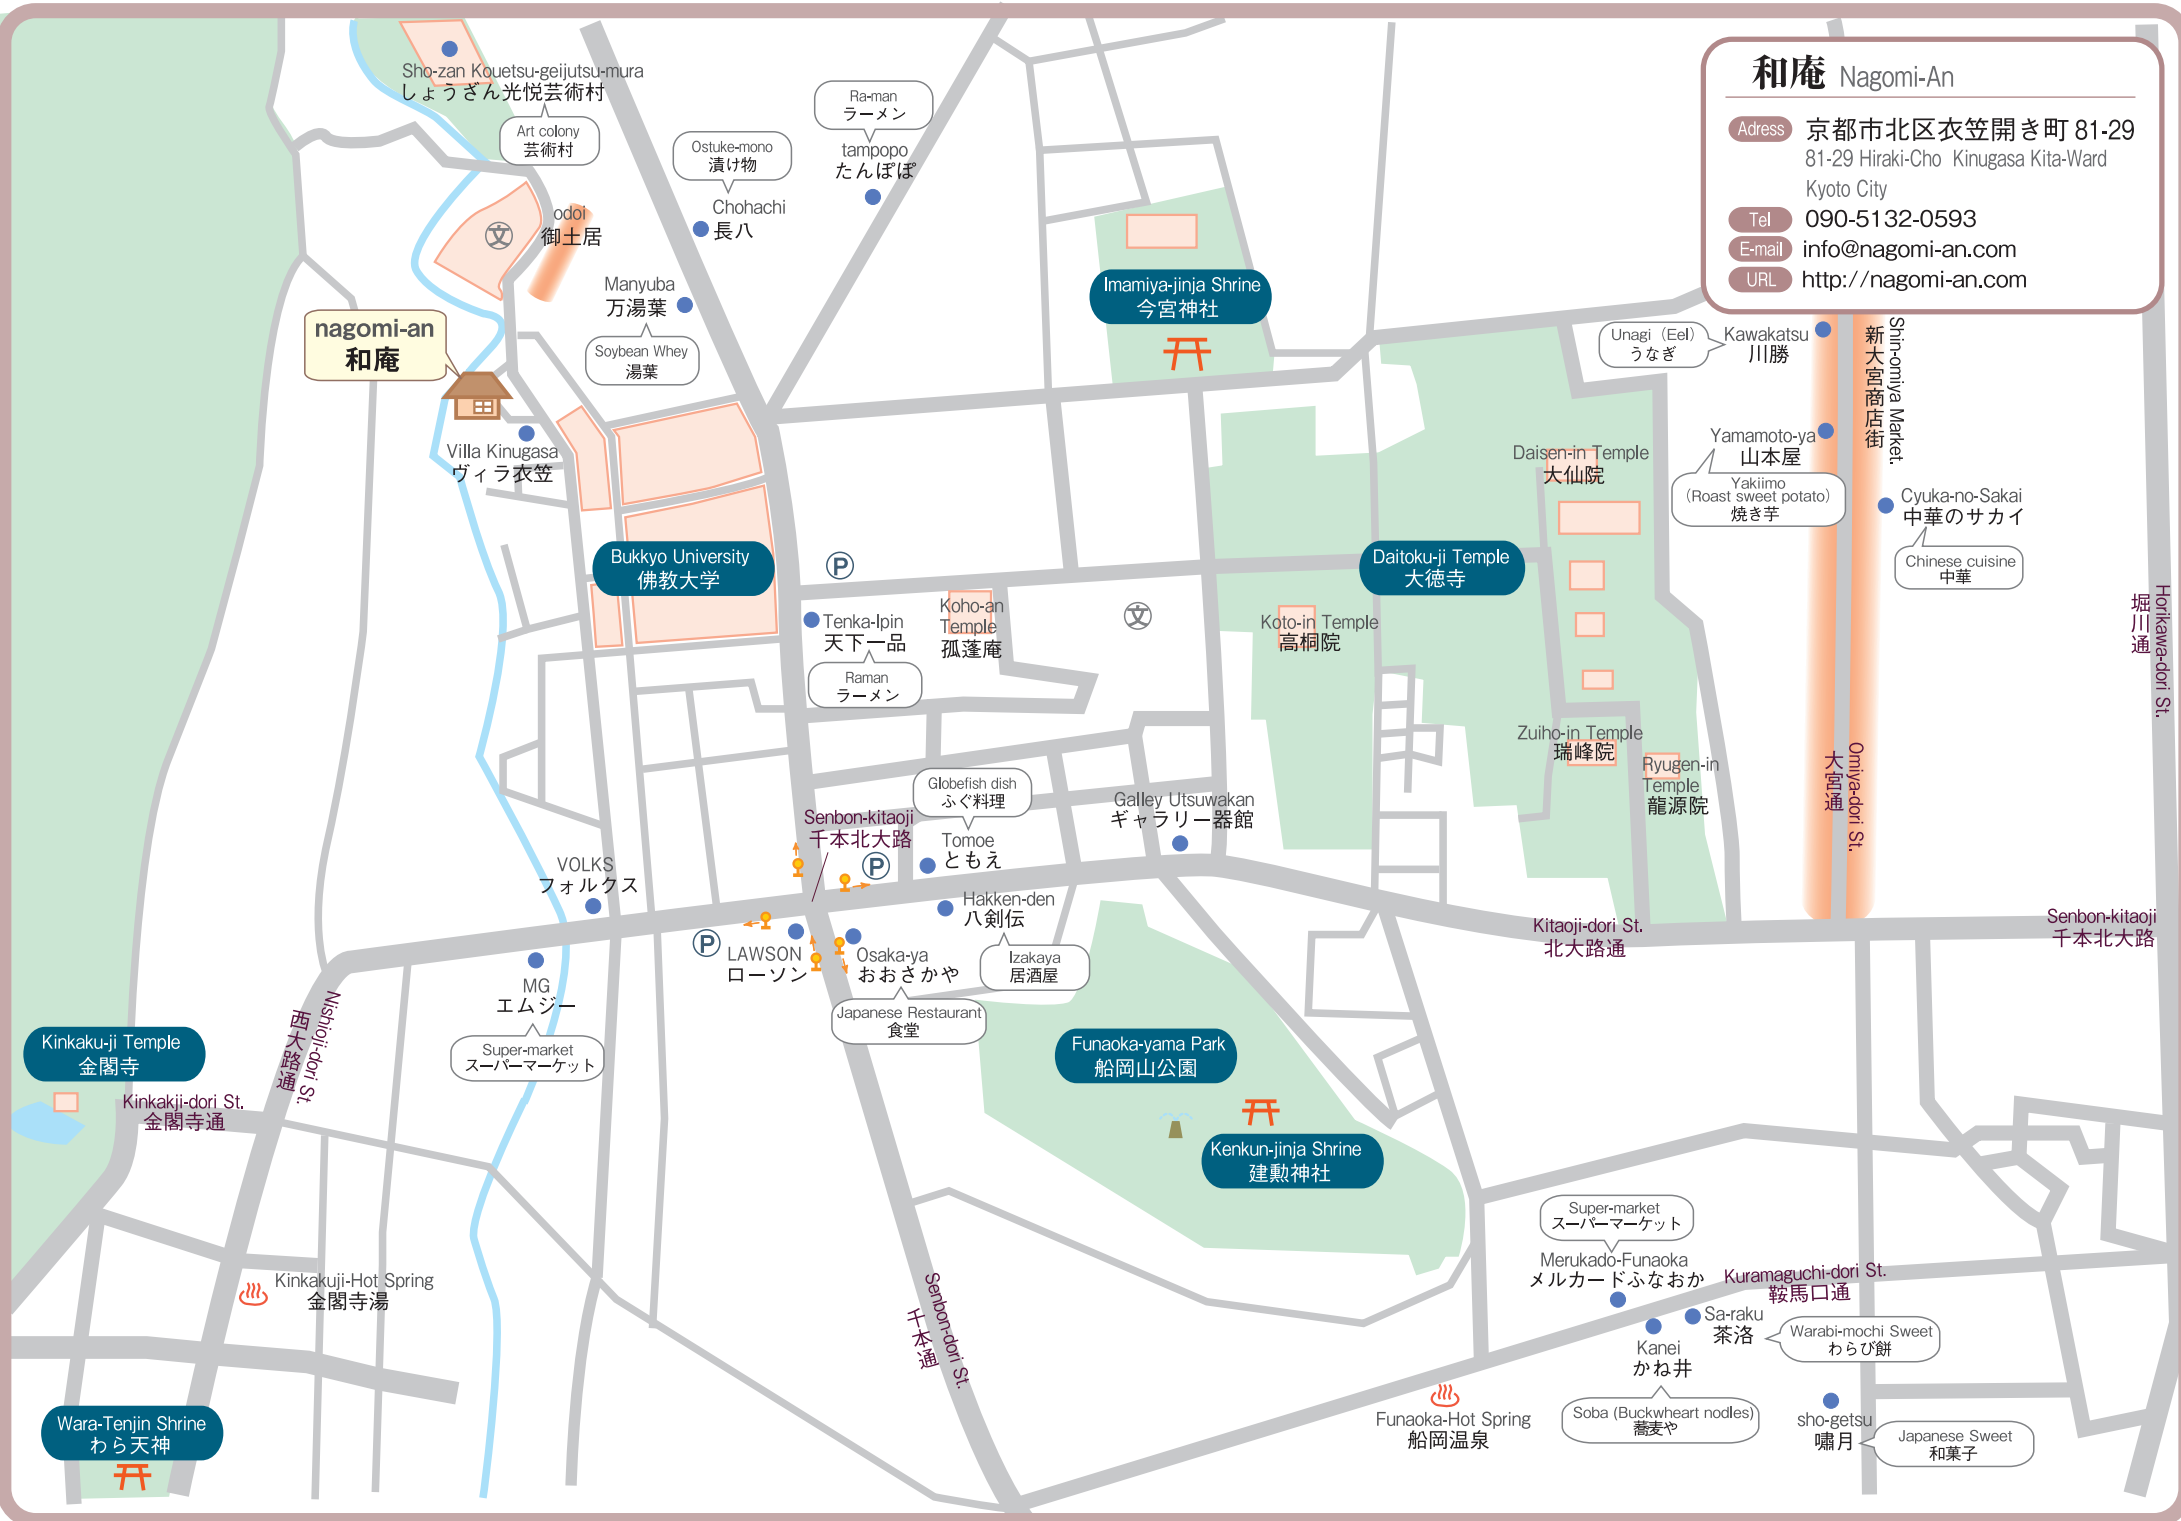 Sho-zan Kouetsu-geijutsu-mura
しょうざん光悦芸術村
Art colony
芸術村
Ostuke-mono
漬け物
Chohachi
長八
Ra-man
ラーメン
tampopo
たんぽぽ
和庵 Nagomi-An
Adress 京都市北区衣笠開き町 81-29
81-29 Hiraki-Cho Kinugasa Kita-Ward
Kyoto City
Tel 090-5132-0593
E-mail info@nagomi-an.com
URL http://nagomi-an.com
文
odoi
御土居
Manyuba
万湯葉
Soybean Whey
湯葉
nagomi-an
和庵
Villa Kinugasa
ヴィラ衣笠
Imamiya-jinja Shrine
今宮神社
Unagi (Eel)
うなぎ
Kawakatsu
川勝
Shin-omiya Market.
新大宮商店街
Yamamoto-ya
山本屋
Yakiimo
(Roast sweet potato)
焼き芋
Cyuka-no-Sakai
中華のサカイ
Chinese cuisine
中華
Daisen-in Temple
大仙院
Bukkyo University
佛教大学
P
Daitoku-ji Temple
大徳寺
Tenka-Ipin
天下一品
Raman
ラーメン
Koho-an
Temple
孤蓬庵
文
Koto-in Temple
高桐院
Horikawa-dori St.
堀川通
Zuiho-in Temple
瑞峰院
Ryugen-in
Temple
龍源院
Omiya-dori St.
大宮通
Globefish dish
ふぐ料理
Tomoe
ともえ
Galley Utsuwakan
ギャラリー器館
Senbon-kitaoji
千本北大路
P
VOLKS
フォルクス
Hakken-den
八剣伝
Izakaya
居酒屋
P
LAWSON
ローソン
Osaka-ya
おおさかや
Japanese Restaurant
食堂
Kitaoji-dori St.
北大路通
Senbon-kitaoji
千本北大路
MG
エムジー
Super-market
スーパーマーケット
Nishioji-dori St.
西大路通
Kinkaku-ji Temple
金閣寺
Kinkakji-dori St.
金閣寺通
Funaoka-yama Park
船岡山公園
Kenkun-jinja Shrine
建勲神社
Super-market
スーパーマーケット
Merukado-Funaoka
メルカードふなおか
Kuramaguchi-dori St.
鞍馬口通
Sa-raku
茶洛
Warabi-mochi Sweet
わらび餅
Kanei
かね井
Soba (Buckwheart nodles)
蕎麦や
Kinkakuji-Hot Spring
金閣寺湯
Senbon-dori St.
千本通
Funaoka-Hot Spring
船岡温泉
sho-getsu
嘯月
Japanese Sweet
和菓子
Wara-Tenjin Shrine
わら天神